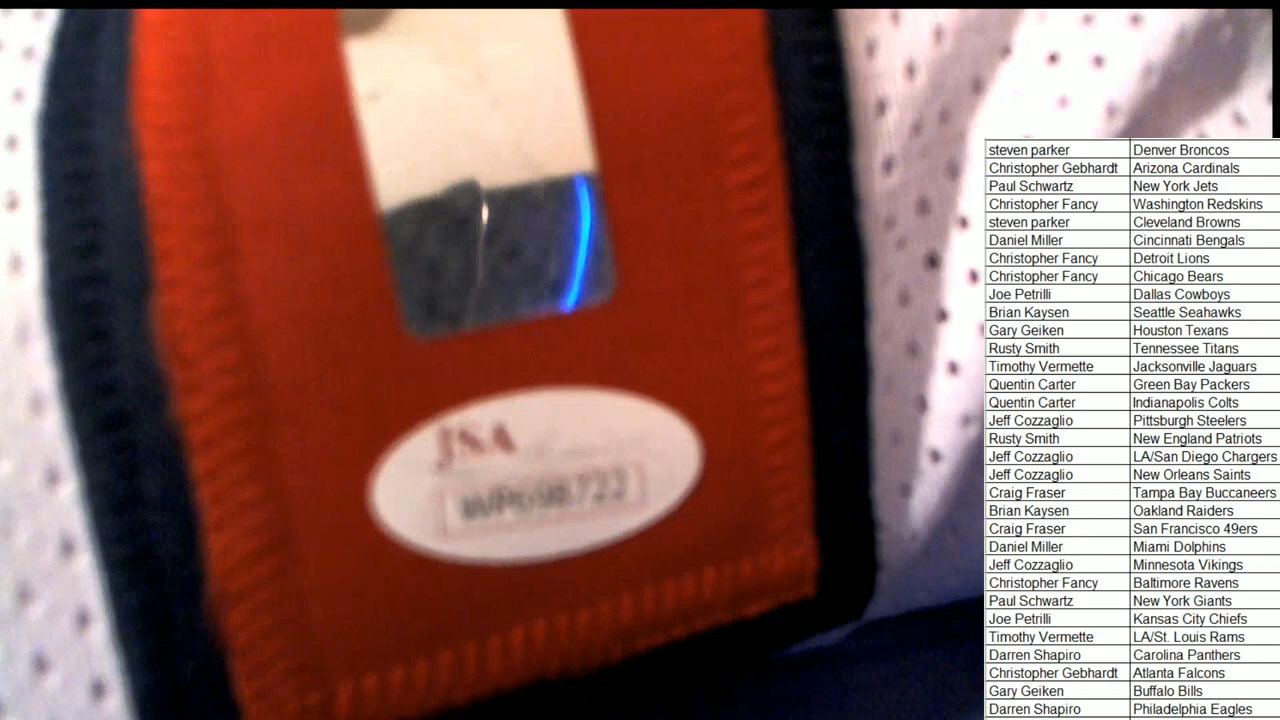 JSA
steven parker Denver Broncos
Christopher Gebhardt Arizona Cardinals
Paul Schwartz New York Jets
Christopher Fancy Washington Redskins
steven parker Cleveland Browns
Daniel Miller Cincinnati Bengals
Christopher Fancy Detroit Lions
Christopher Fancy Chicago Bears
Joe Petrilli Dallas Cowboys
Brian Kaysen Seattle Seahawks
Gary Geiken Houston Texans
Rusty Smith Tennessee Titans
Timothy Vermette Jacksonville Jaguars
Quentin Carter Green Bay Packers
Quentin Carter Indianapolis Colts
Jeff Cozzaglio Pittsburgh Steelers
Rusty Smith New England Patriots
Jeff Cozzaglio LA/San Diego Chargers
Jeff Cozzaglio New Orleans Saints
Craig Fraser Tampa Bay Buccaneers
Brian Kaysen Oakland Raiders
Craig Fraser San Francisco 49ers
Daniel Miller Miami Dolphins
Jeff Cozzaglio Minnesota Vikings
Christopher Fancy Baltimore Ravens
Paul Schwartz New York Giants
Joe Petrilli Kansas City Chiefs
Timothy Vermette LA/St. Louis Rams
Darren Shapiro Carolina Panthers
Christopher Gebhardt Atlanta Falcons
Gary Geiken Buffalo Bills
Darren Shapiro Philadelphia Eagles